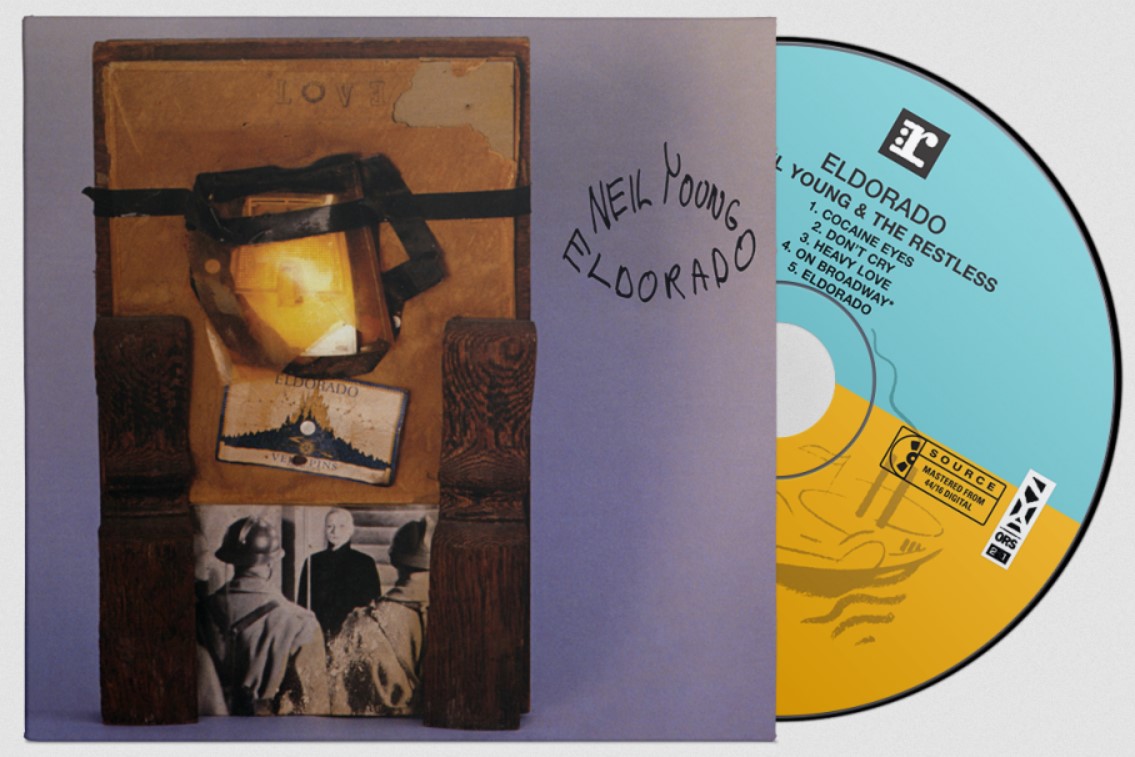 LOVE
NEIL YOUNG
ELDORADO
ELDORADO
r
ELDORADO
L YOUNG & THE RESTLESS
1. COCAINE EYES
2. DON'T CRY
3. HEAVY LOVE
4. ON BROADWAY*
5. ELDORADO
SOURCE
MASTERED FROM
44/16 DIGITAL
ORS
21